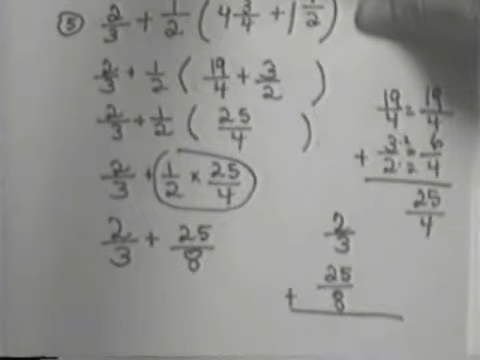 ⑤ 2/3 + 1/2 ( 4 3/4 + 1 1/2 )
2/3 + 1/2 ( 19/4 + 3/2 )
2/3 + 1/2 ( 25/4 )
2/3 + 1/2 × 25/4
2/3 + 25/8
19/4 = 19/4
+ 3/2 ·2/·2 = 6/4
25/4
2/3
+ 25/8